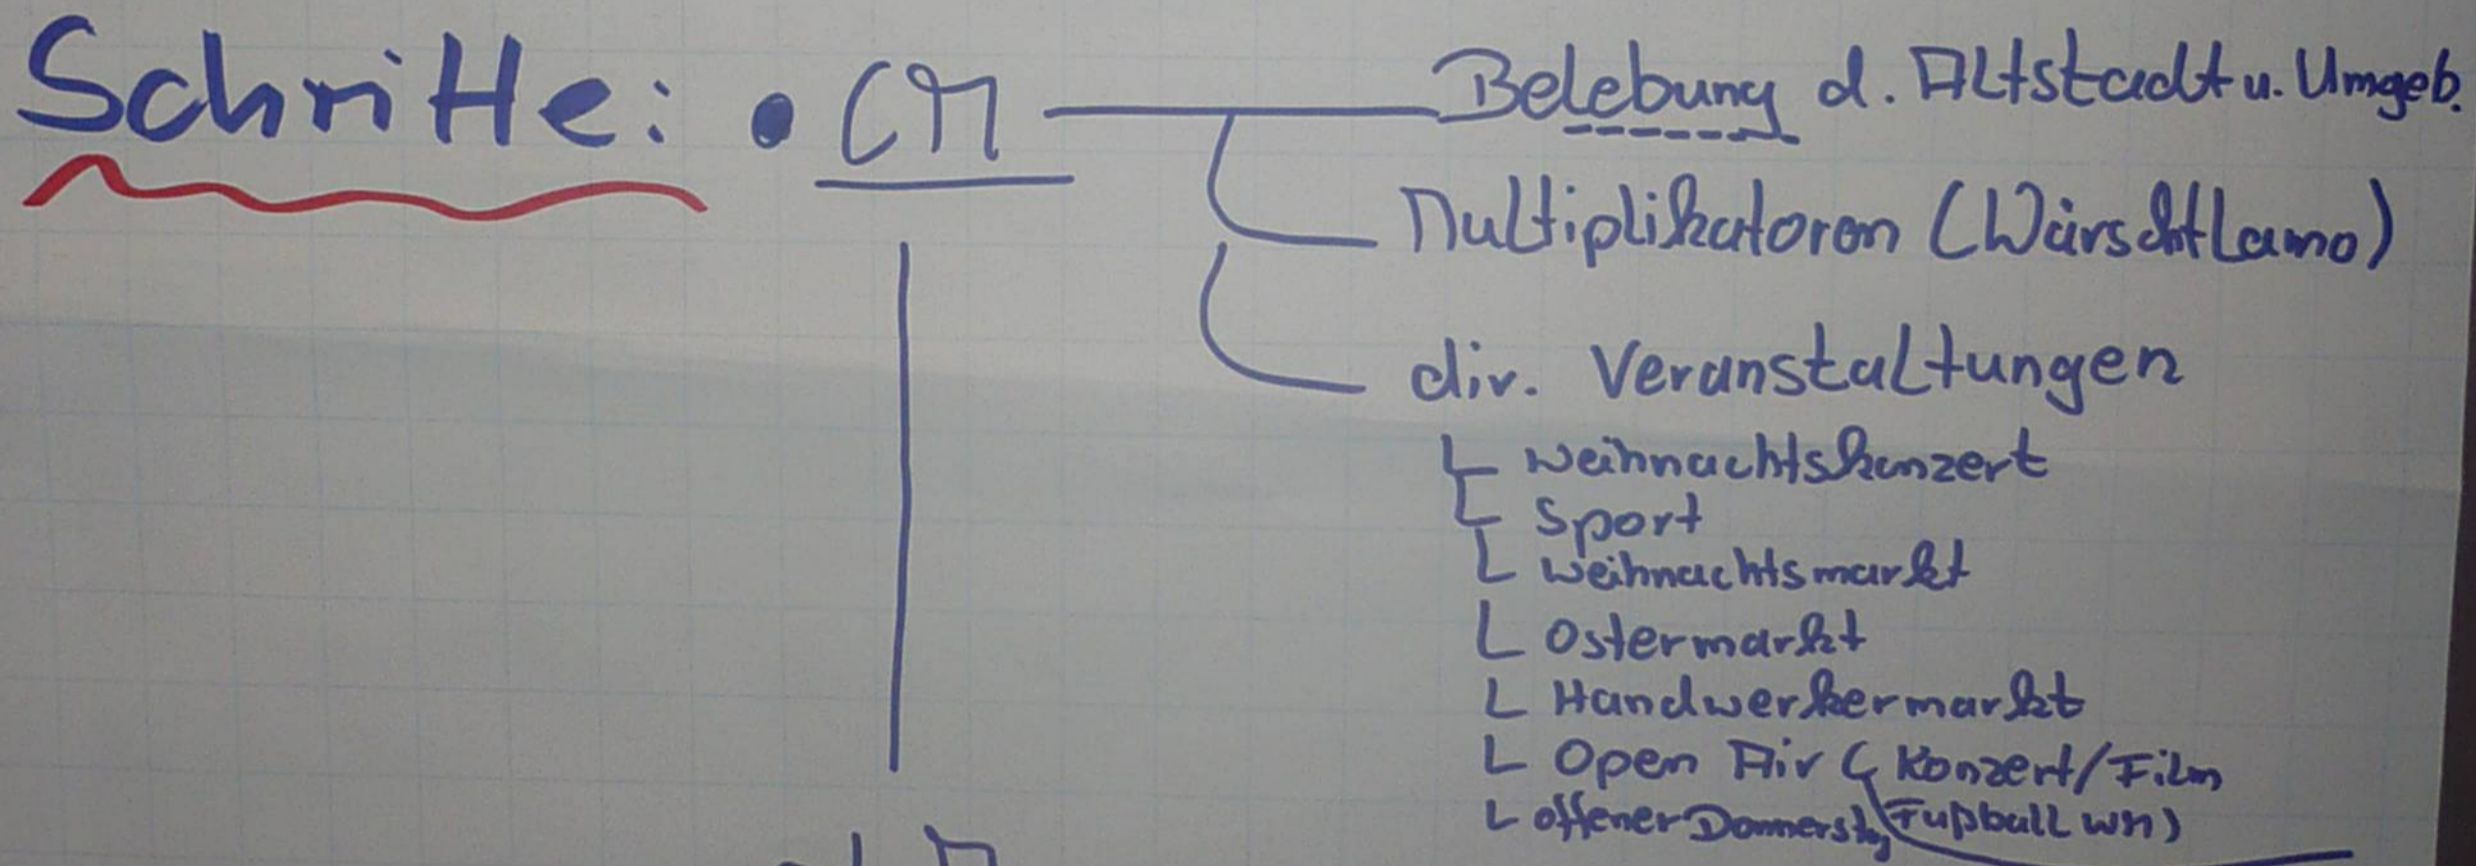 Schritte: • CM — Belebung d. Altstadt u. Umgeb.
Multiplikatoren (Würschtlamo)
div. Veranstaltungen
Weihnachtskonzert
Sport
Weihnachtsmarkt
Ostermarkt
Handwerkermarkt
Open Air (Konzert/Film
offener Donnerstag Fußball WM)